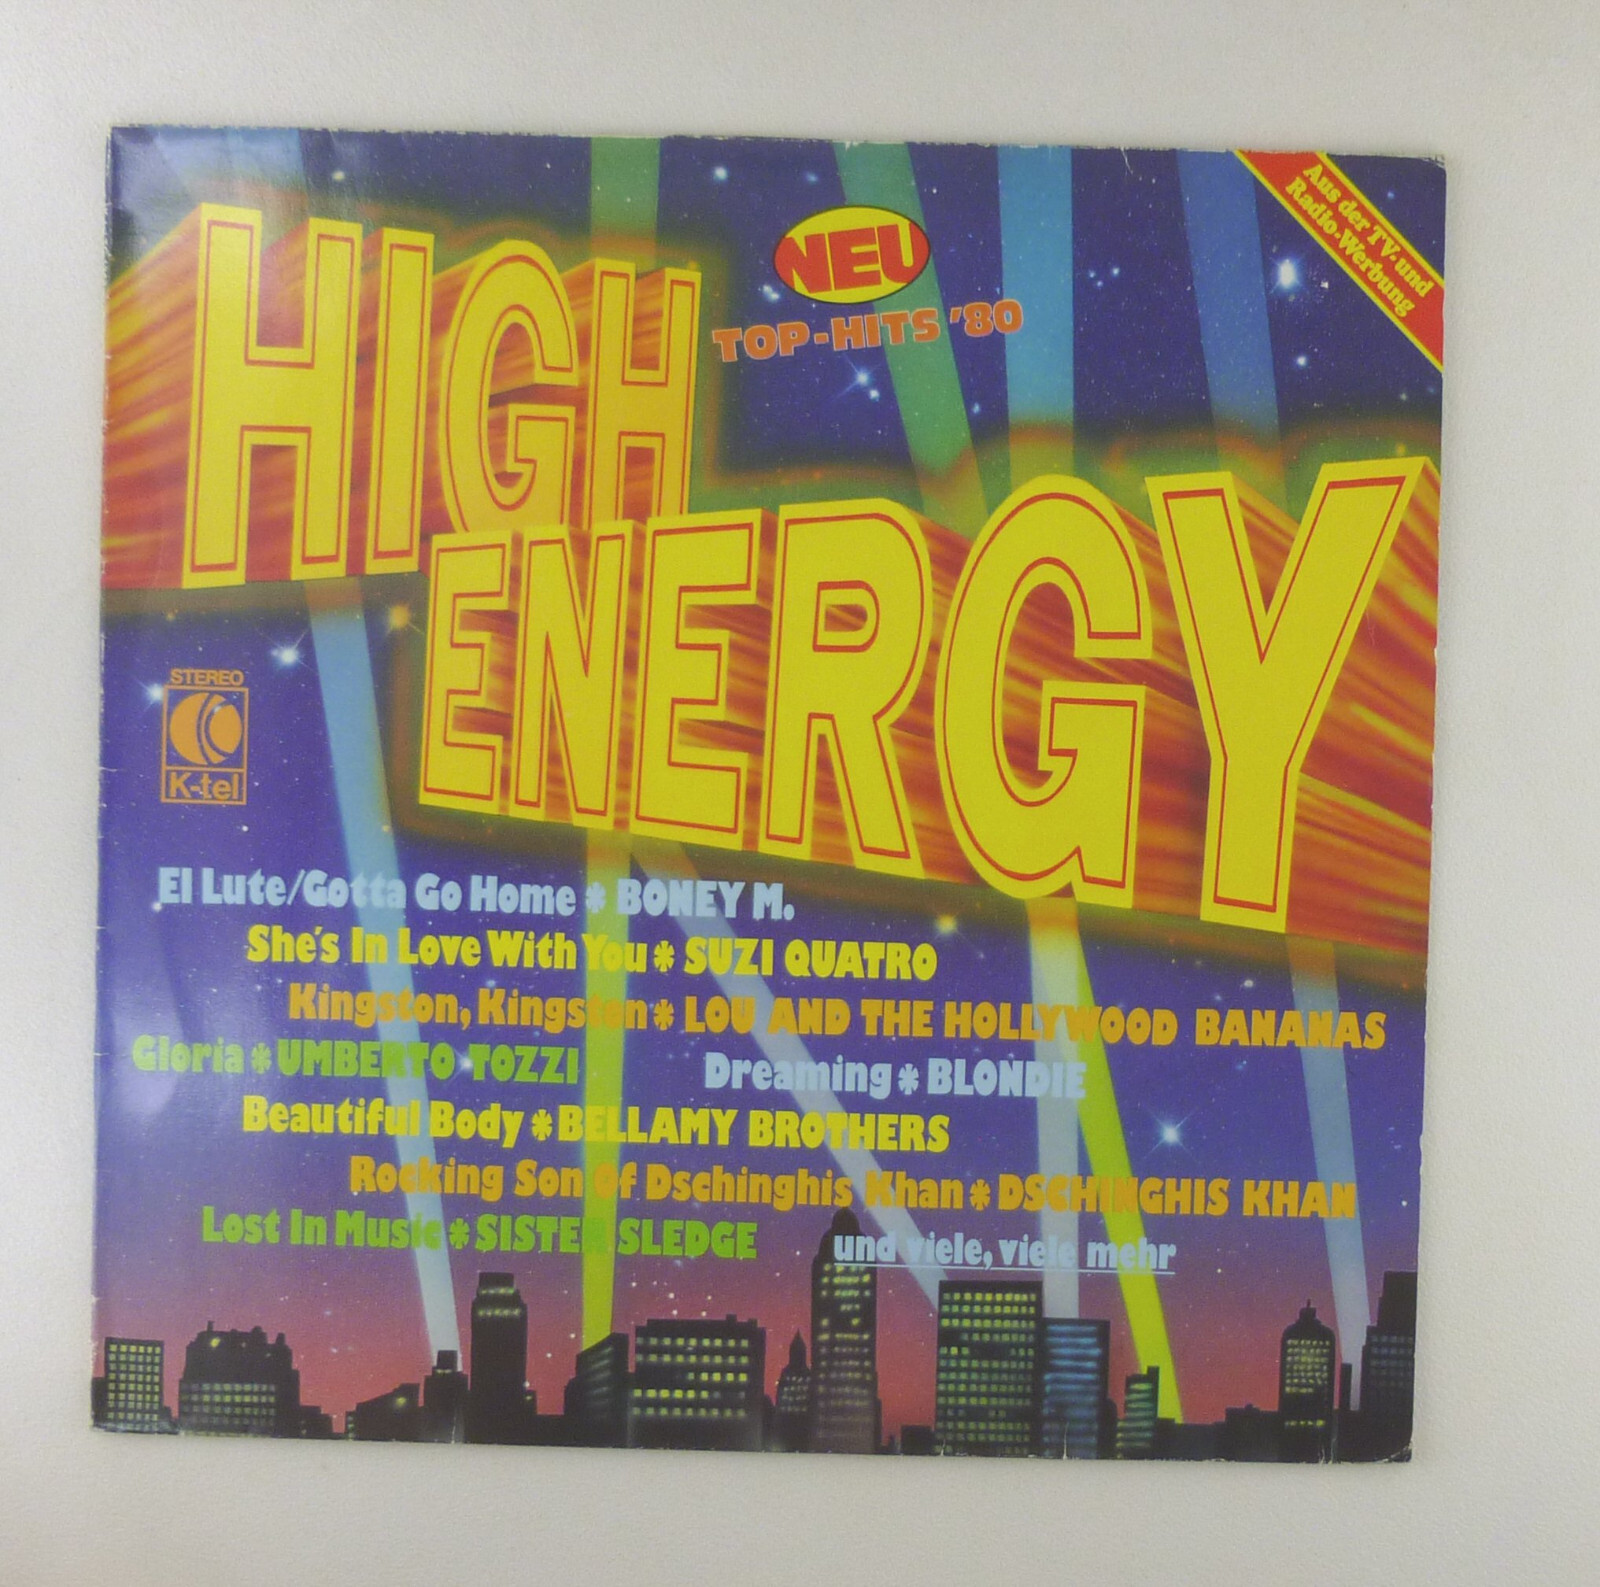 Aus der TV- und
Radio-Werbung
NEU
TOP-HITS '80
HIGH
ENERGY
STEREO
K-tel
El Lute/Gotta Go Home * BONEY M.
She's In Love With You * SUZI QUATRO
Kingston, Kingston * LOU AND THE HOLLYWOOD BANANAS
Gloria * UMBERTO TOZZI Dreaming * BLONDIE
Beautiful Body * BELLAMY BROTHERS
Rocking Son Of Dschinghis Khan * DSCHINGHIS KHAN
Lost In Music * SISTER SLEDGE und viele, viele mehr